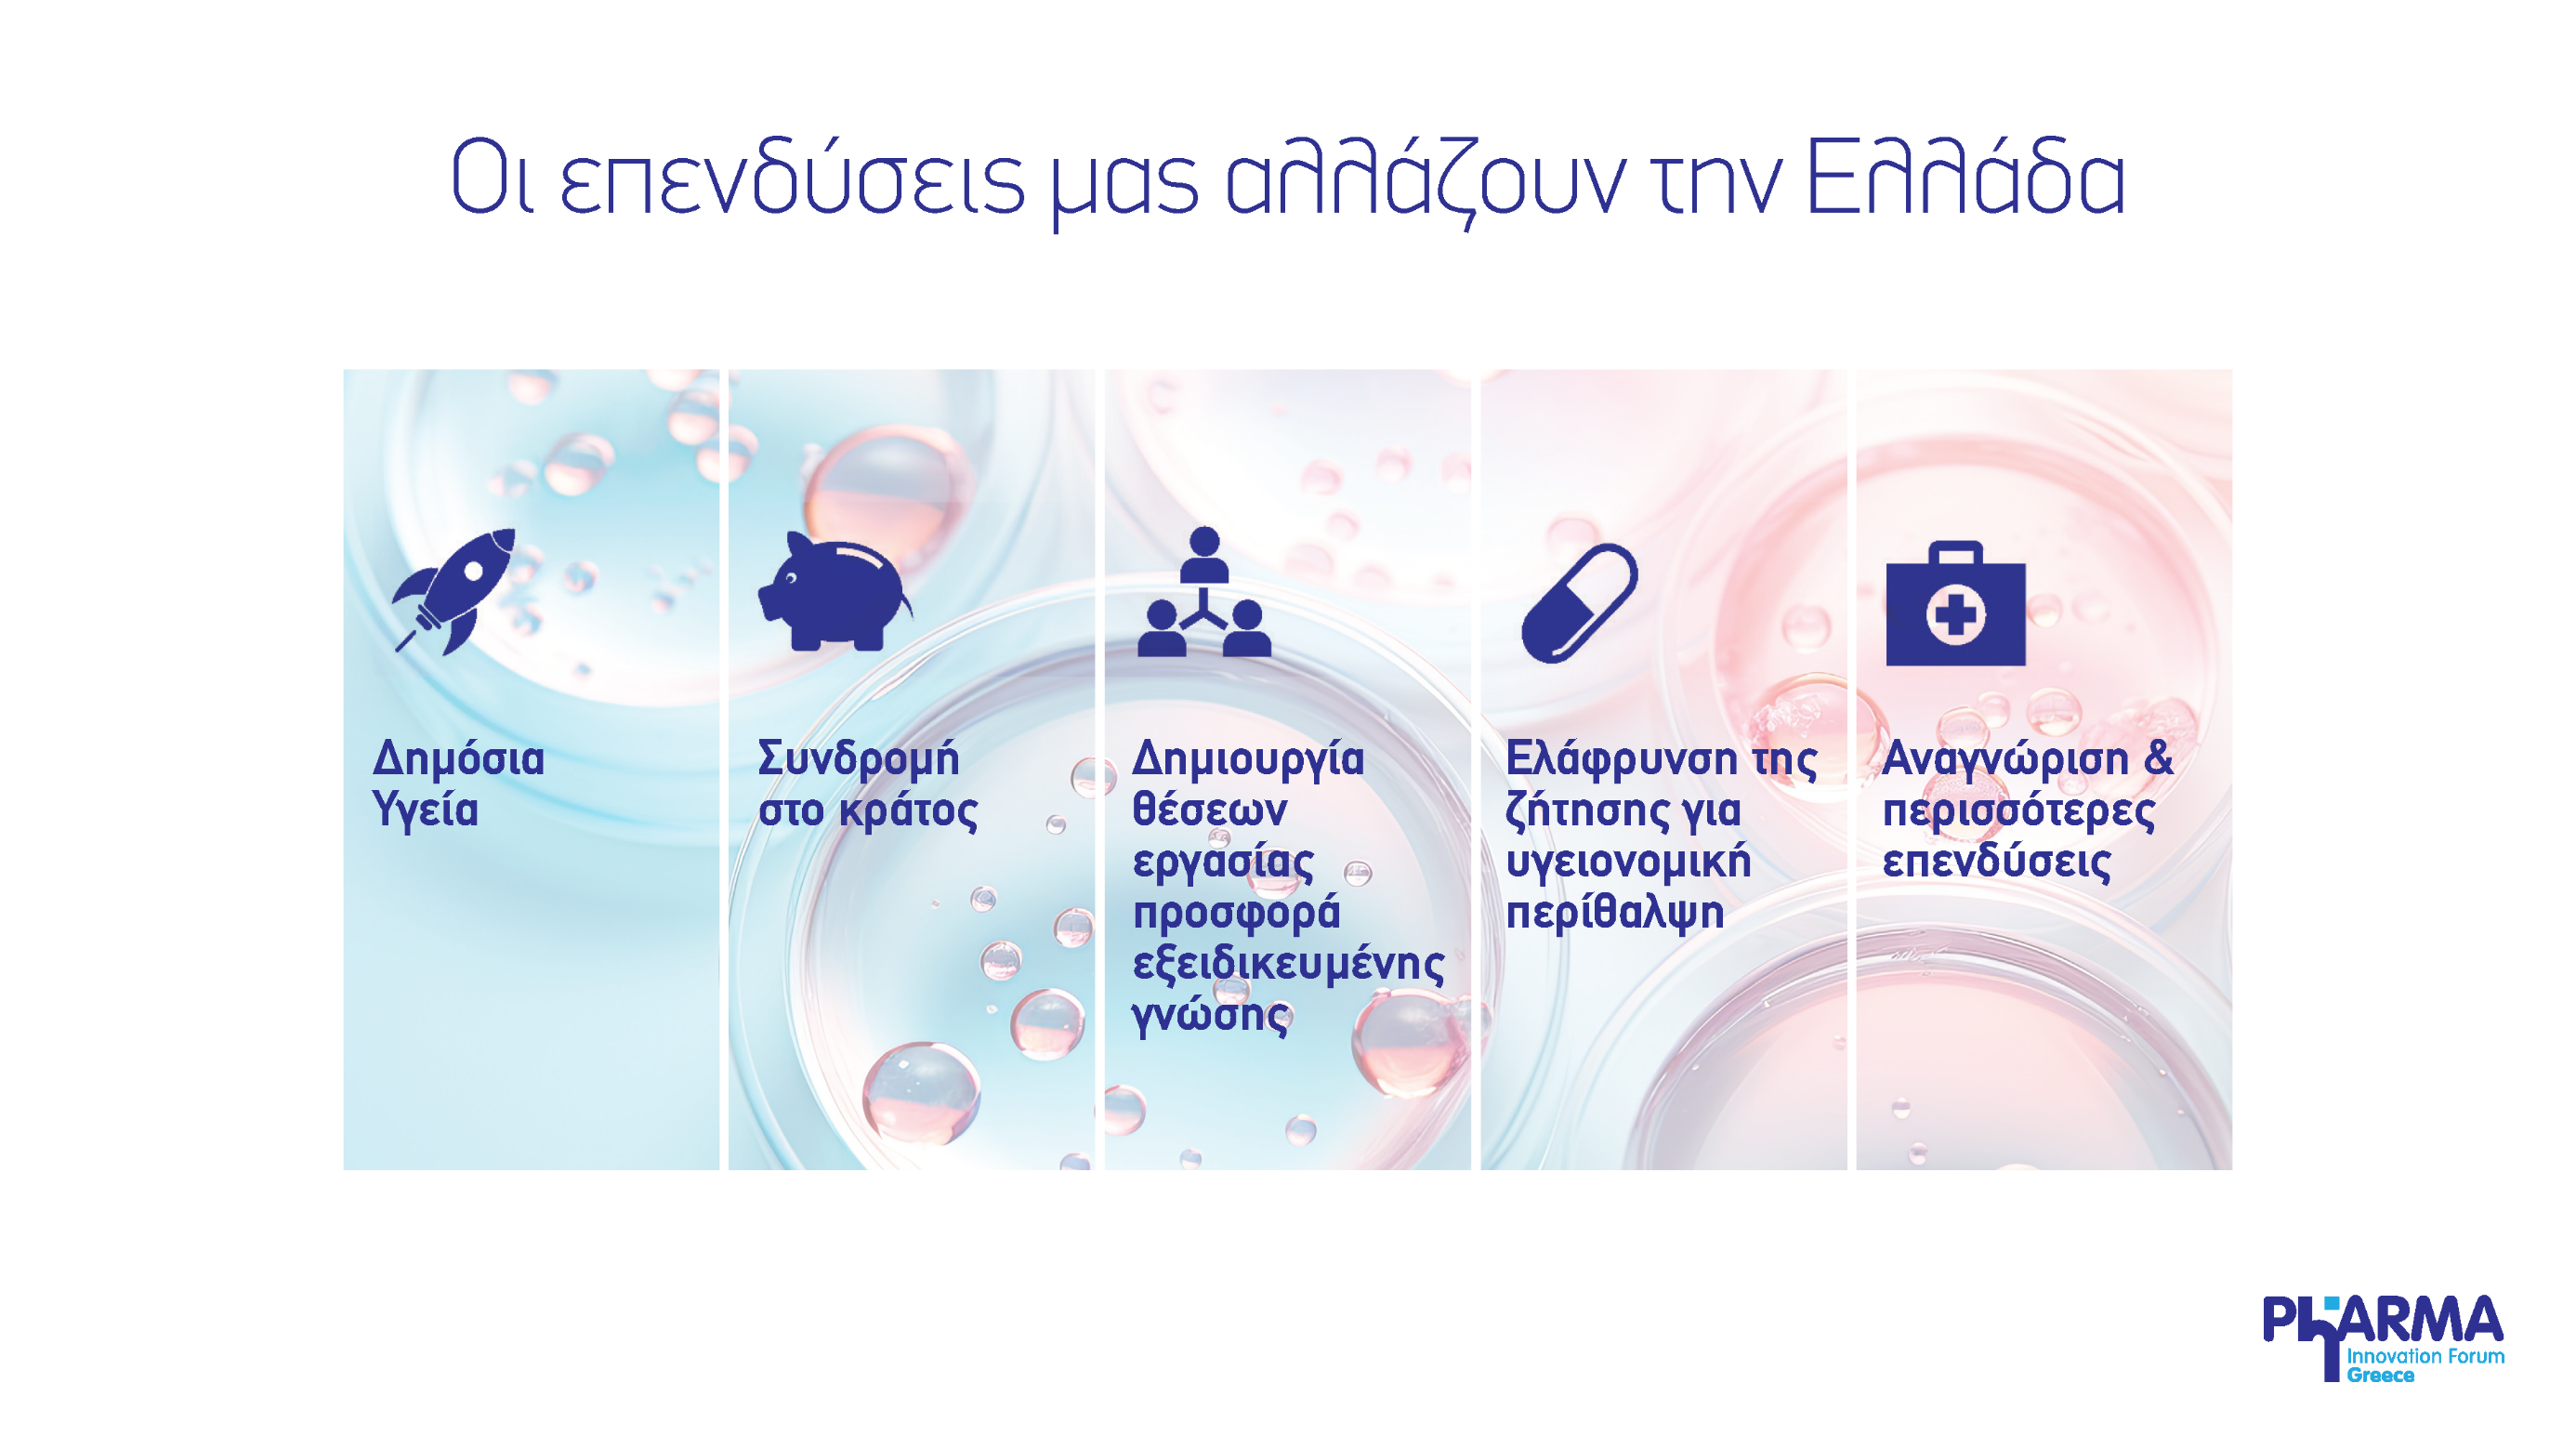 Οι επενδύσεις μας αλλάζουν την Ελλάδα
Δημόσια
Υγεία
Συνδρομή
στο κράτος
Δημιουργία
θέσεων
εργασίας
προσφορά
εξειδικευμένης
γνώσης
Ελάφρυνση της
ζήτησης για
υγειονομική
περίθαλψη
Αναγνώριση &
περισσότερες
επενδύσεις
PhARMA
Innovation Forum
Greece